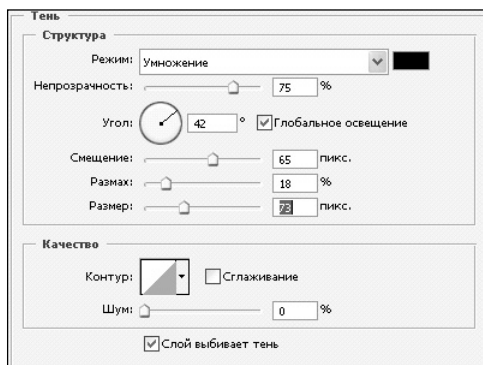 Тень
Структура
Режим: Умножение
Непрозрачность: 75 %
Угол: 42 ° Глобальное освещение
Смещение: 65 пикс.
Размах: 18 %
Размер: 73 пикс.
Качество
Контур: Сглаживание
Шум: 0 %
Слой выбивает тень